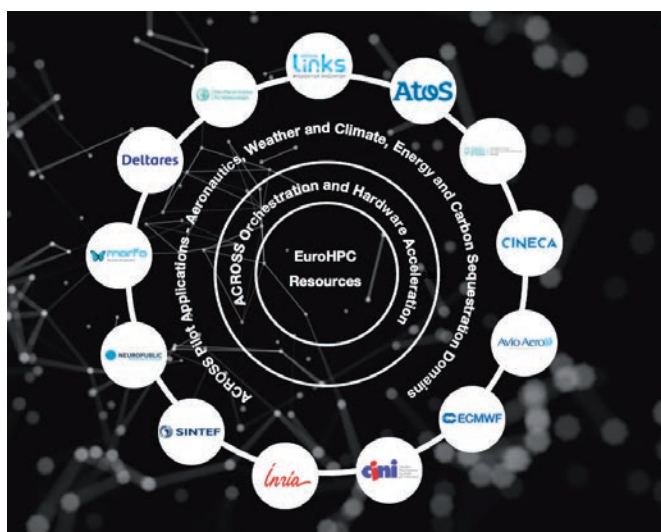 Links
Atos
CINECA
Avio Aero
ECMWF
cini
Inria
SINTEF
NEUROPUBLIC
morfo
Deltares
ACROSS Pilot Applications - Aeronautics, Weather and Climate, Energy and Carbon Sequestration Domains
ACROSS Orchestration and Hardware Acceleration
EuroHPC
Resources